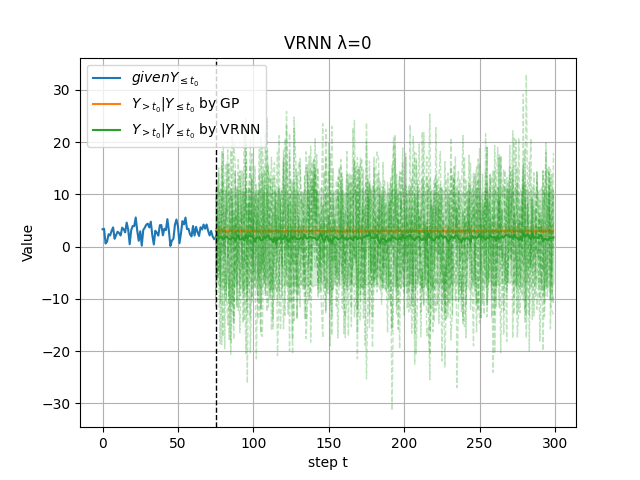 VRNN λ=0
given Y≤t₀
Y>t₀|Y≤t₀ by GP
Y>t₀|Y≤t₀ by VRNN
30
20
10
0
−10
−20
−30
Value
0 50 100 150 200 250 300
step t